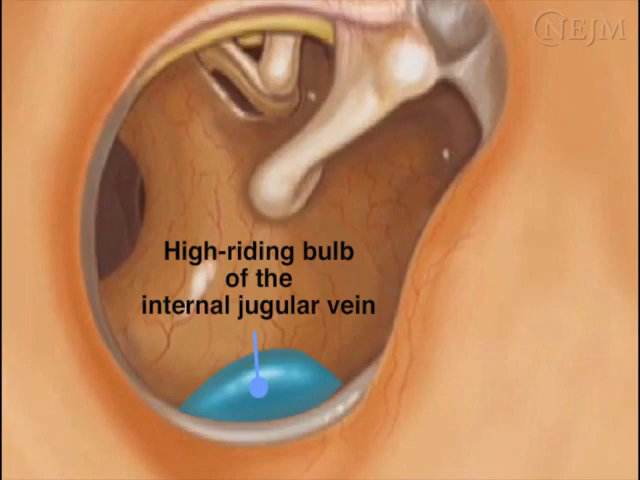 NEJM
High-riding bulb
of the
internal jugular vein